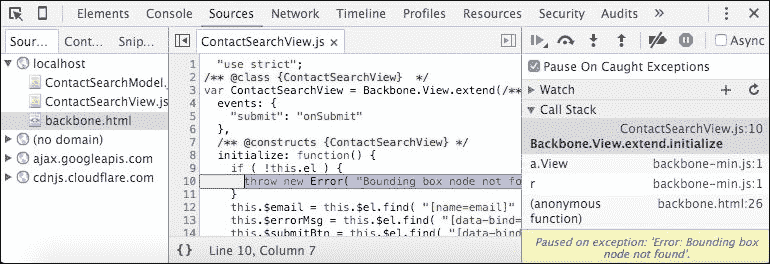 Elements Console Sources Network Timeline Profiles Resources Security Audits »
Sour... Cont... Snip...
localhost
ContactSearchModel.
ContactSearchView.js
backbone.html
(no domain)
ajax.googleapis.com
cdnjs.cloudflare.com
ContactSearchView.js ×
1 "use strict";
2 /** @class {ContactSearchView} */
3 var ContactSearchView = Backbone.View.extend(/**
4 events: {
5 "submit": "onSubmit"
6 },
7 /** @constructs {ContactSearchView} */
8 initialize: function() {
9 if ( !this.el ) {
10 throw new Error( "Bounding box node not fo
11 }
12 this.$email = this.$el.find( "[name=email]"
13 this.$errorMsg = this.$el.find( "[data-bind=
14 this.$submitBtn = this.$el.find( "[data-bind
{} Line 10, Column 7
Async
Pause On Caught Exceptions
Watch
Call Stack
ContactSearchView.js:10
Backbone.View.extend.initialize
a.View backbone-min.js:1
r backbone-min.js:1
(anonymous function) backbone.html:26
Paused on exception: 'Error: Bounding box
node not found'.